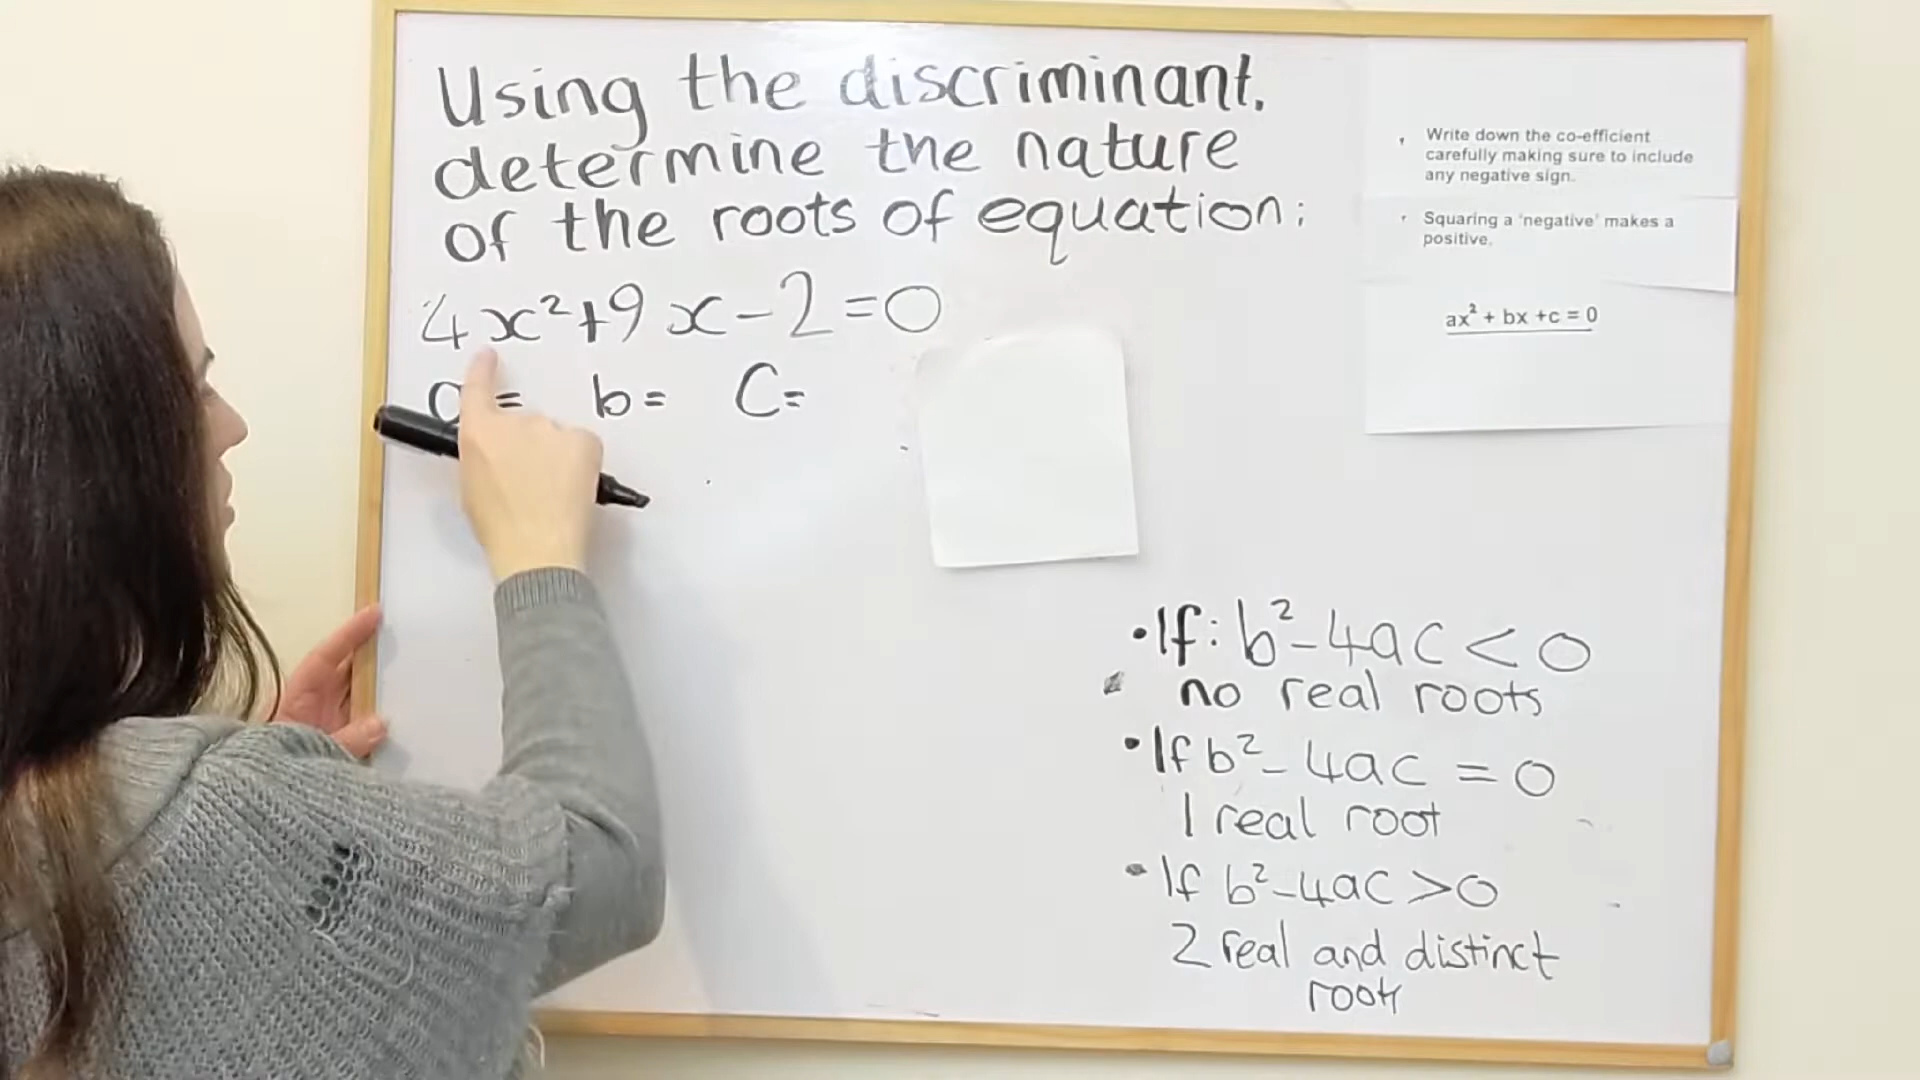 Using the discriminant.
determine the nature
of the roots of equation:
4x²+9x-2=0
a= b= C=
Write down the co-efficient
carefully making sure to include
any negative sign.
Squaring a 'negative' makes a
positive.
ax² + bx +c = 0
• If: b²-4ac < 0
no real roots
• If b²-4ac = 0
1 real root
• If b²-4ac >0
2 real and distinct
roots